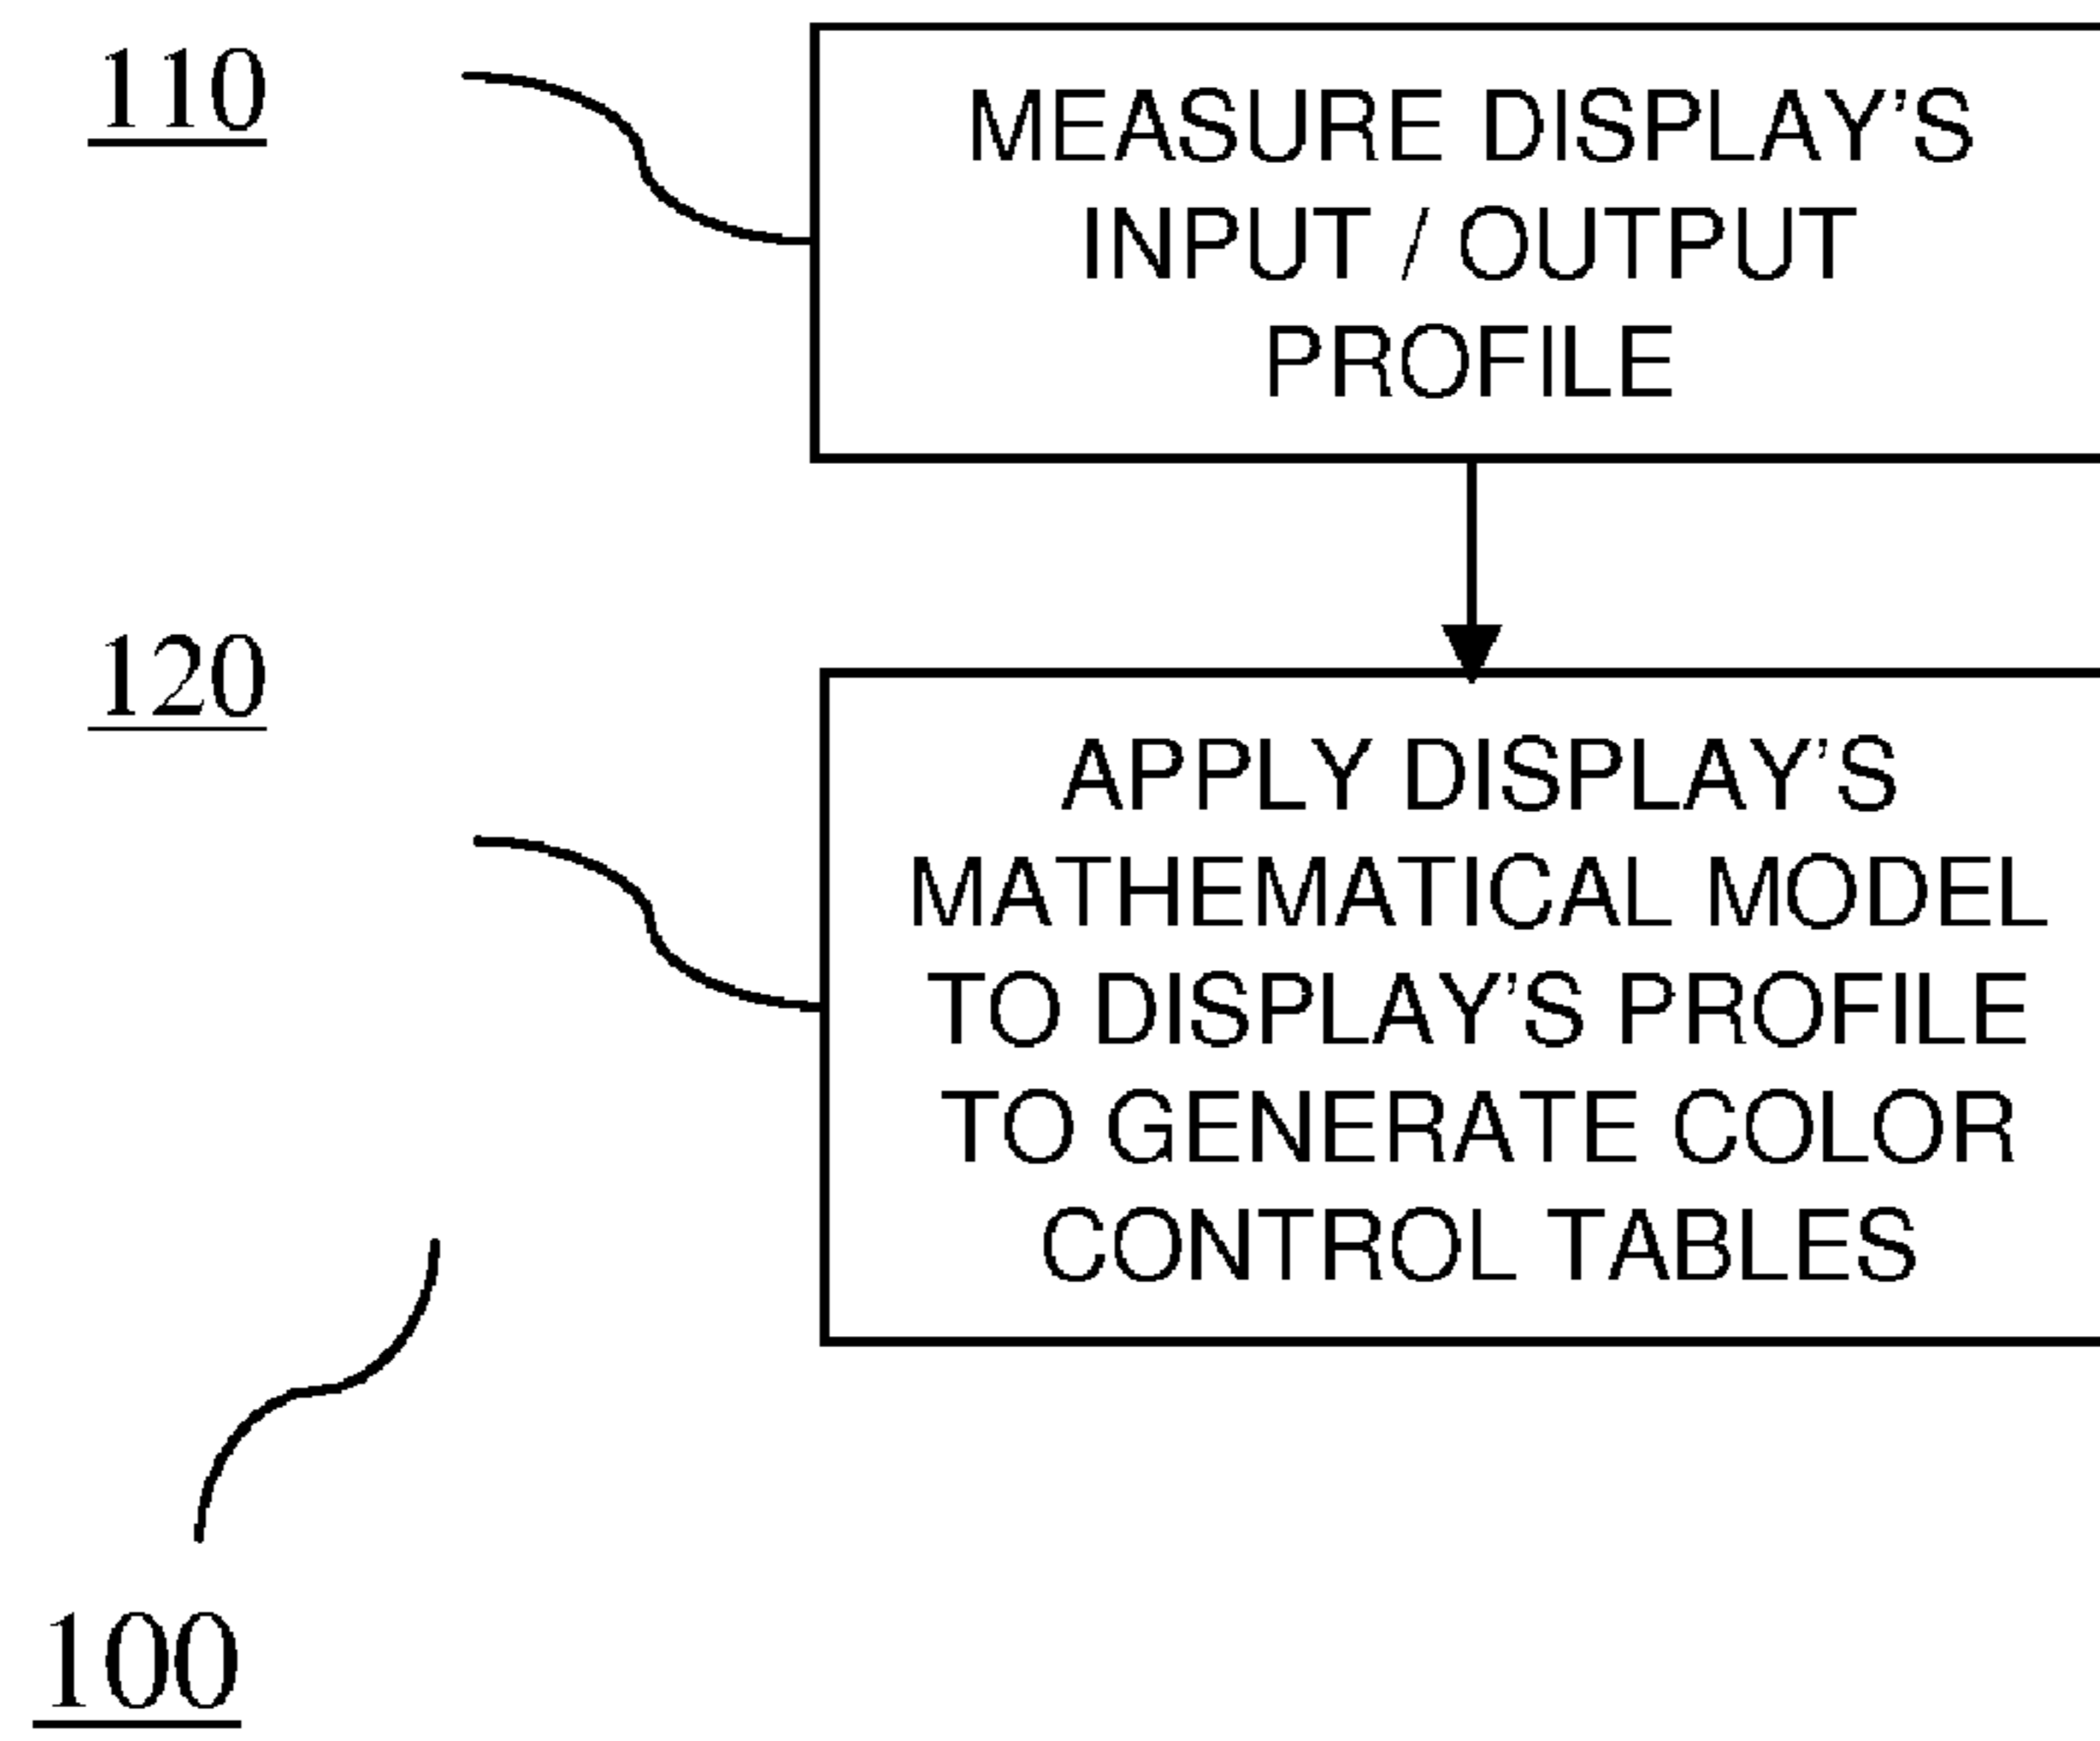 110
MEASURE DISPLAY’S
INPUT / OUTPUT
PROFILE
120
APPLY DISPLAY’S
MATHEMATICAL MODEL
TO DISPLAY’S PROFILE
TO GENERATE COLOR
CONTROL TABLES
100